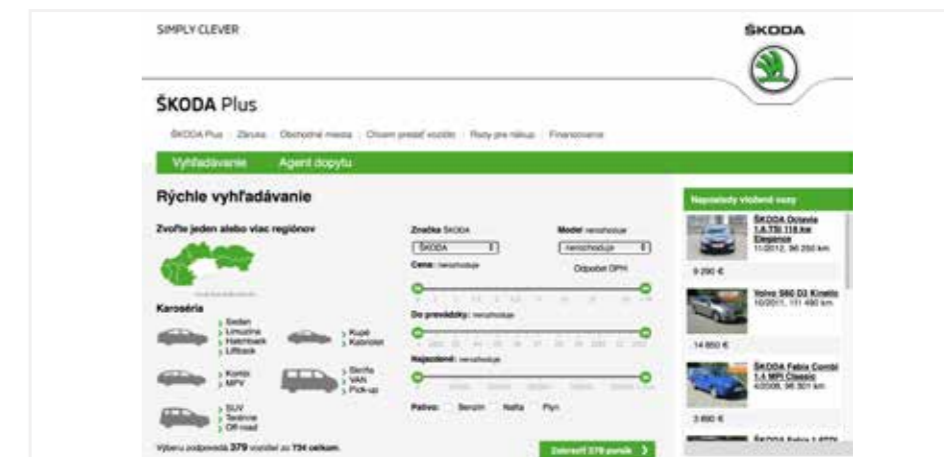 SIMPLY CLEVER
ŠKODA
ŠKODA Plus
ŠKODA Plus Záruka Obchodné miesta Chcem predať vozidlo Rady pre nákup Financovanie
Vyhľadávanie Agent dopytu
Rýchle vyhľadávanie
Zvoľte jeden alebo viac regiónov
Karoséria
Sedan
Limuzína
Hatchback
Liftback
Kupé
Kabriolet
Kombi
MPV
Skriňa
VAN
Pick-up
SUV
Terénne
Off-road
Výberu zodpovedá 379 vozidiel zo 734 celkom.
Značka ŠKODA
Model nerozhoduje
ŠKODA
nerozhoduje
Cena: nerozhoduje
Odpočet DPH
Do prevádzky: nerozhoduje
Najazdené: nerozhoduje
Palivo: Benzín Nafta Plyn
Zobraziť 379 ponúk
Naposledy vložené vozy
ŠKODA Octavia
1.8 TSI 118 kw
Elegance
11/2012, 96 250 km
9 290 €
Volvo S60 D3 Kinetic
10/2011, 111 490 km
14 850 €
ŠKODA Fabia Combi
1.4 MPI Classic
4/2008, 96 301 km
3 690 €